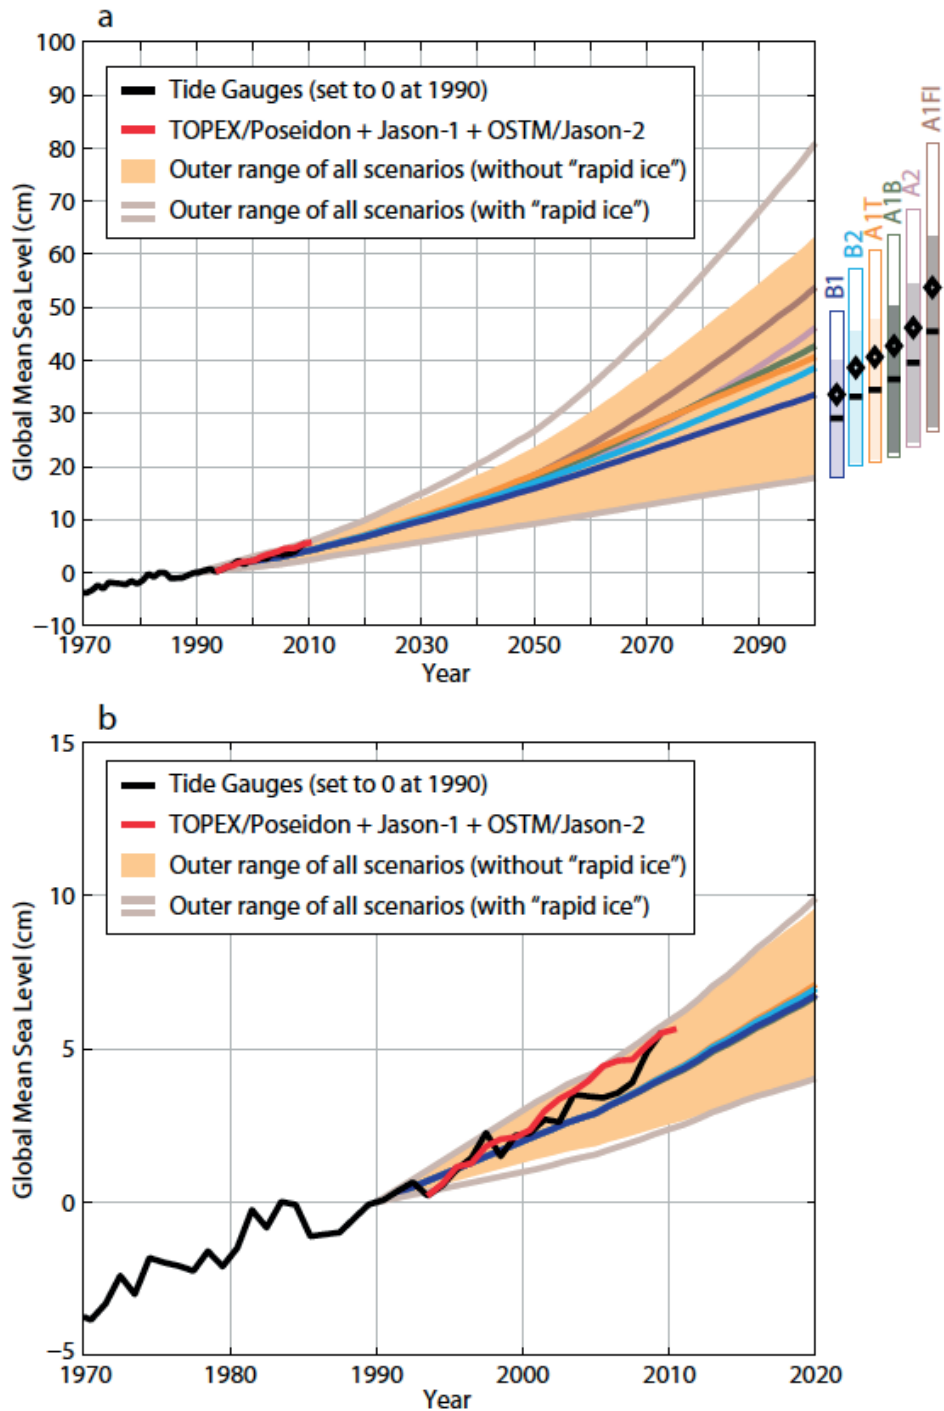 a
100
90
80
70
60
50
40
30
20
10
0
−10
Global Mean Sea Level (cm)
Tide Gauges (set to 0 at 1990)
TOPEX/Poseidon + Jason-1 + OSTM/Jason-2
Outer range of all scenarios (without “rapid ice”)
Outer range of all scenarios (with “rapid ice”)
1970 1990 2010 2030 2050 2070 2090
Year
B1
B2
A1T
A1B
A2
A1FI
b
15
10
5
0
−5
Global Mean Sea Level (cm)
Tide Gauges (set to 0 at 1990)
TOPEX/Poseidon + Jason-1 + OSTM/Jason-2
Outer range of all scenarios (without “rapid ice”)
Outer range of all scenarios (with “rapid ice”)
1970 1980 1990 2000 2010 2020
Year